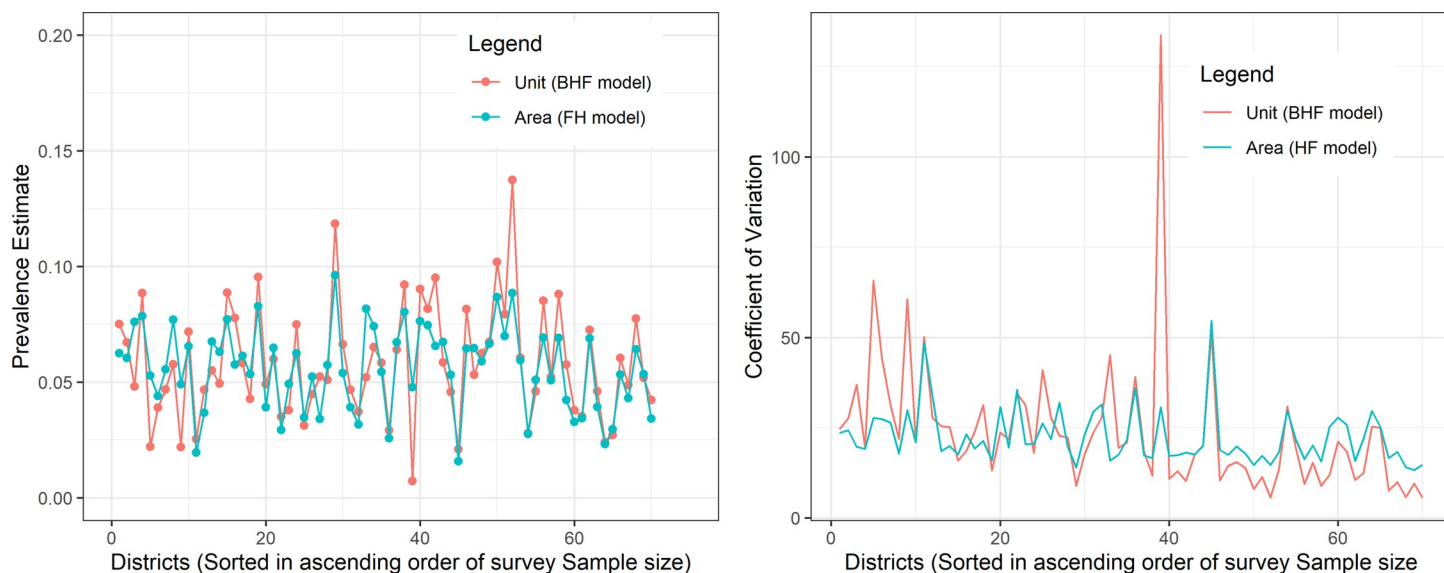 0.20
0.15
0.10
0.05
0.00
Prevalence Estimate
Legend
Unit (BHF model)
Area (FH model)
0
20
40
60
Districts (Sorted in ascending order of survey Sample size)
100
50
0
Coefficient of Variation
Legend
Unit (BHF model)
Area (HF model)
0
20
40
60
Districts (Sorted in ascending order of survey Sample size